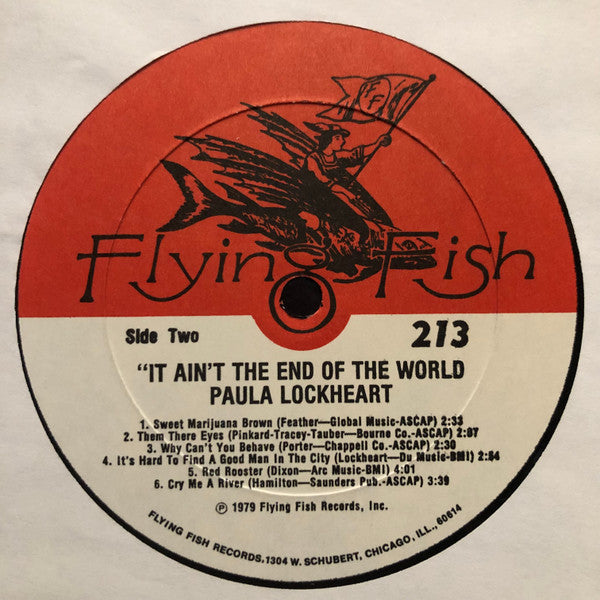 FF
Flying Fish
Side Two
213
"IT AIN'T THE END OF THE WORLD
PAULA LOCKHEART
1. Sweet Marijuana Brown (Feather—Global Music-ASCAP) 2:33
2. Them There Eyes (Pinkard-Tracey-Tauber—Bourne Co.-ASCAP) 2:07
3. Why Can't You Behave (Porter—Chappell Co.-ASCAP) 2:30
4. It's Hard To Find A Good Man In The City (Lockheart—Du Music-BMI) 2:54
5. Red Rooster (Dixon—Arc Music-BMI) 4:01
6. Cry Me A River (Hamilton—Saunders Pub.-ASCAP) 3:39
℗ 1979 Flying Fish Records, Inc.
FLYING FISH RECORDS, 1304 W. SCHUBERT, CHICAGO, ILL., 60614